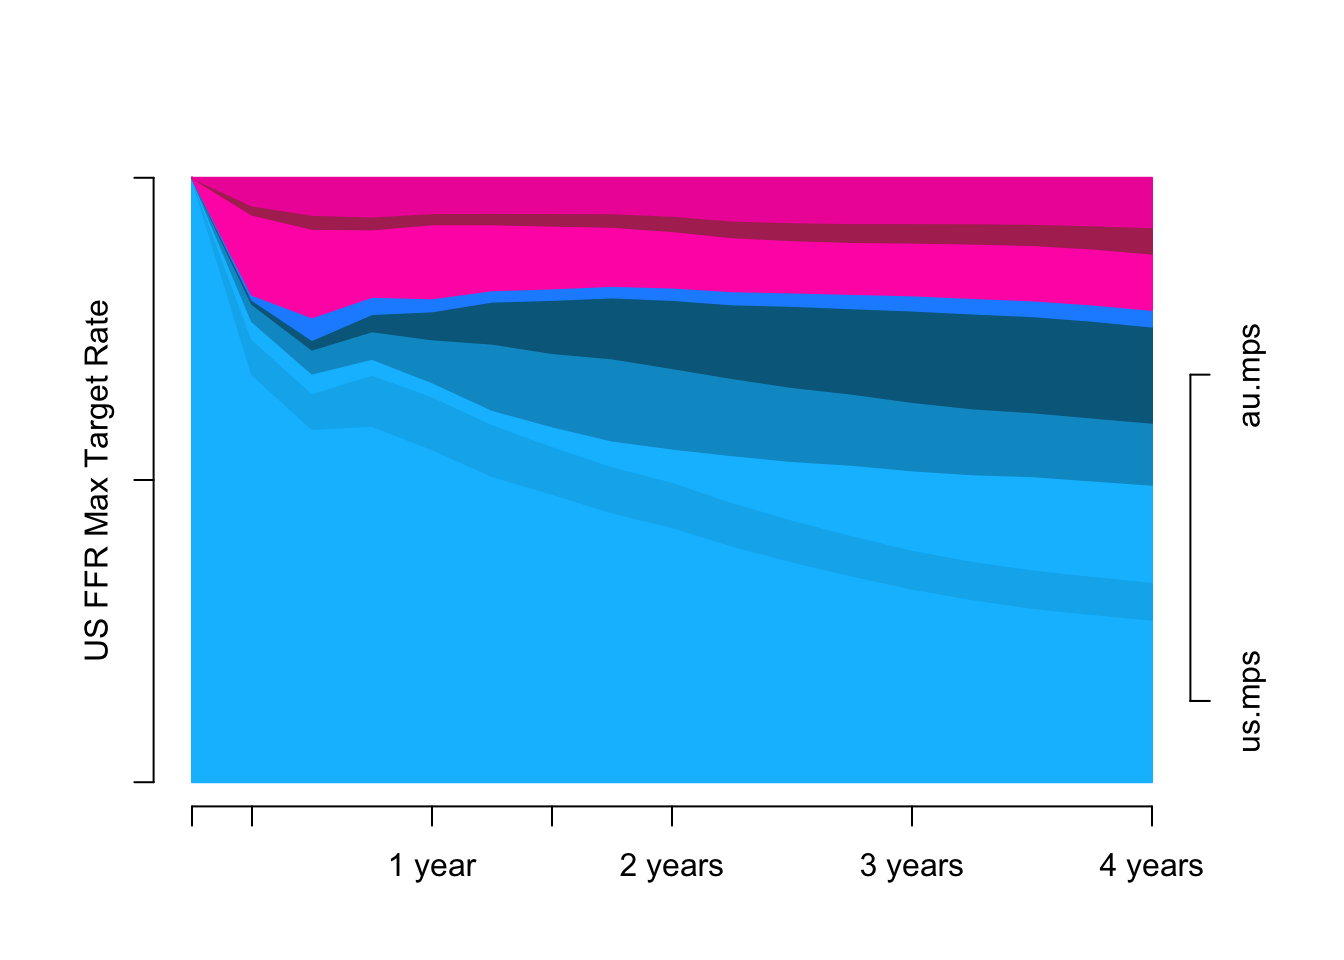 US FFR Max Target Rate
au.mps
us.mps
1 year
2 years
3 years
4 years